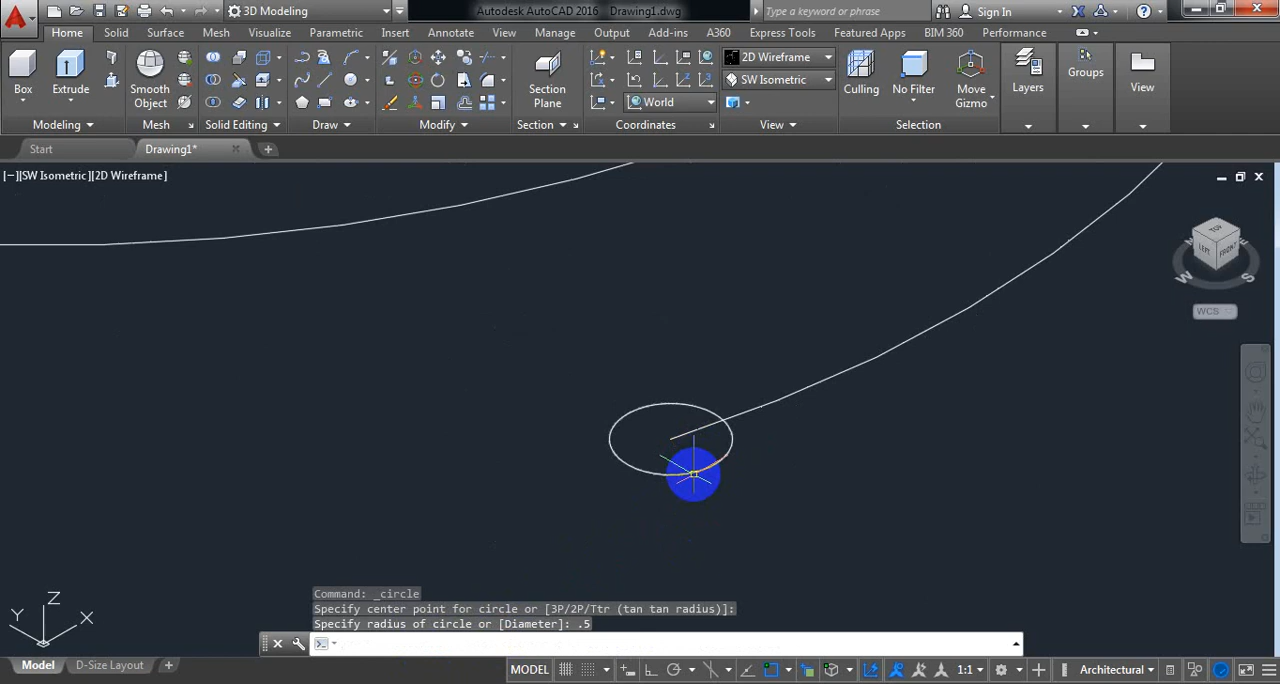 3D Modeling
Autodesk AutoCAD 2016 Drawing1.dwg
Type a keyword or phrase
Sign In
Home Solid Surface Mesh Visualize Parametric Insert Annotate View Manage Output Add-ins A360 Express Tools Featured Apps BIM 360 Performance
Box
Extrude
Smooth Object
Section Plane
World
2D Wireframe
SW Isometric
Culling
No Filter
Move Gizmo
Layers
Groups
View
Modeling
Mesh
Solid Editing
Draw
Modify
Section
Coordinates
View
Selection
Start
Drawing1*
[−][SW Isometric][2D Wireframe]
TOP
LEFT
FRONT
N
E
W
S
WCS
Z
Y
X
Command: _circle
Specify center point for circle or [3P/2P/Ttr (tan tan radius)]:
Specify radius of circle or [Diameter]: .5
Model
D-Size Layout
MODEL
1:1
Architectural